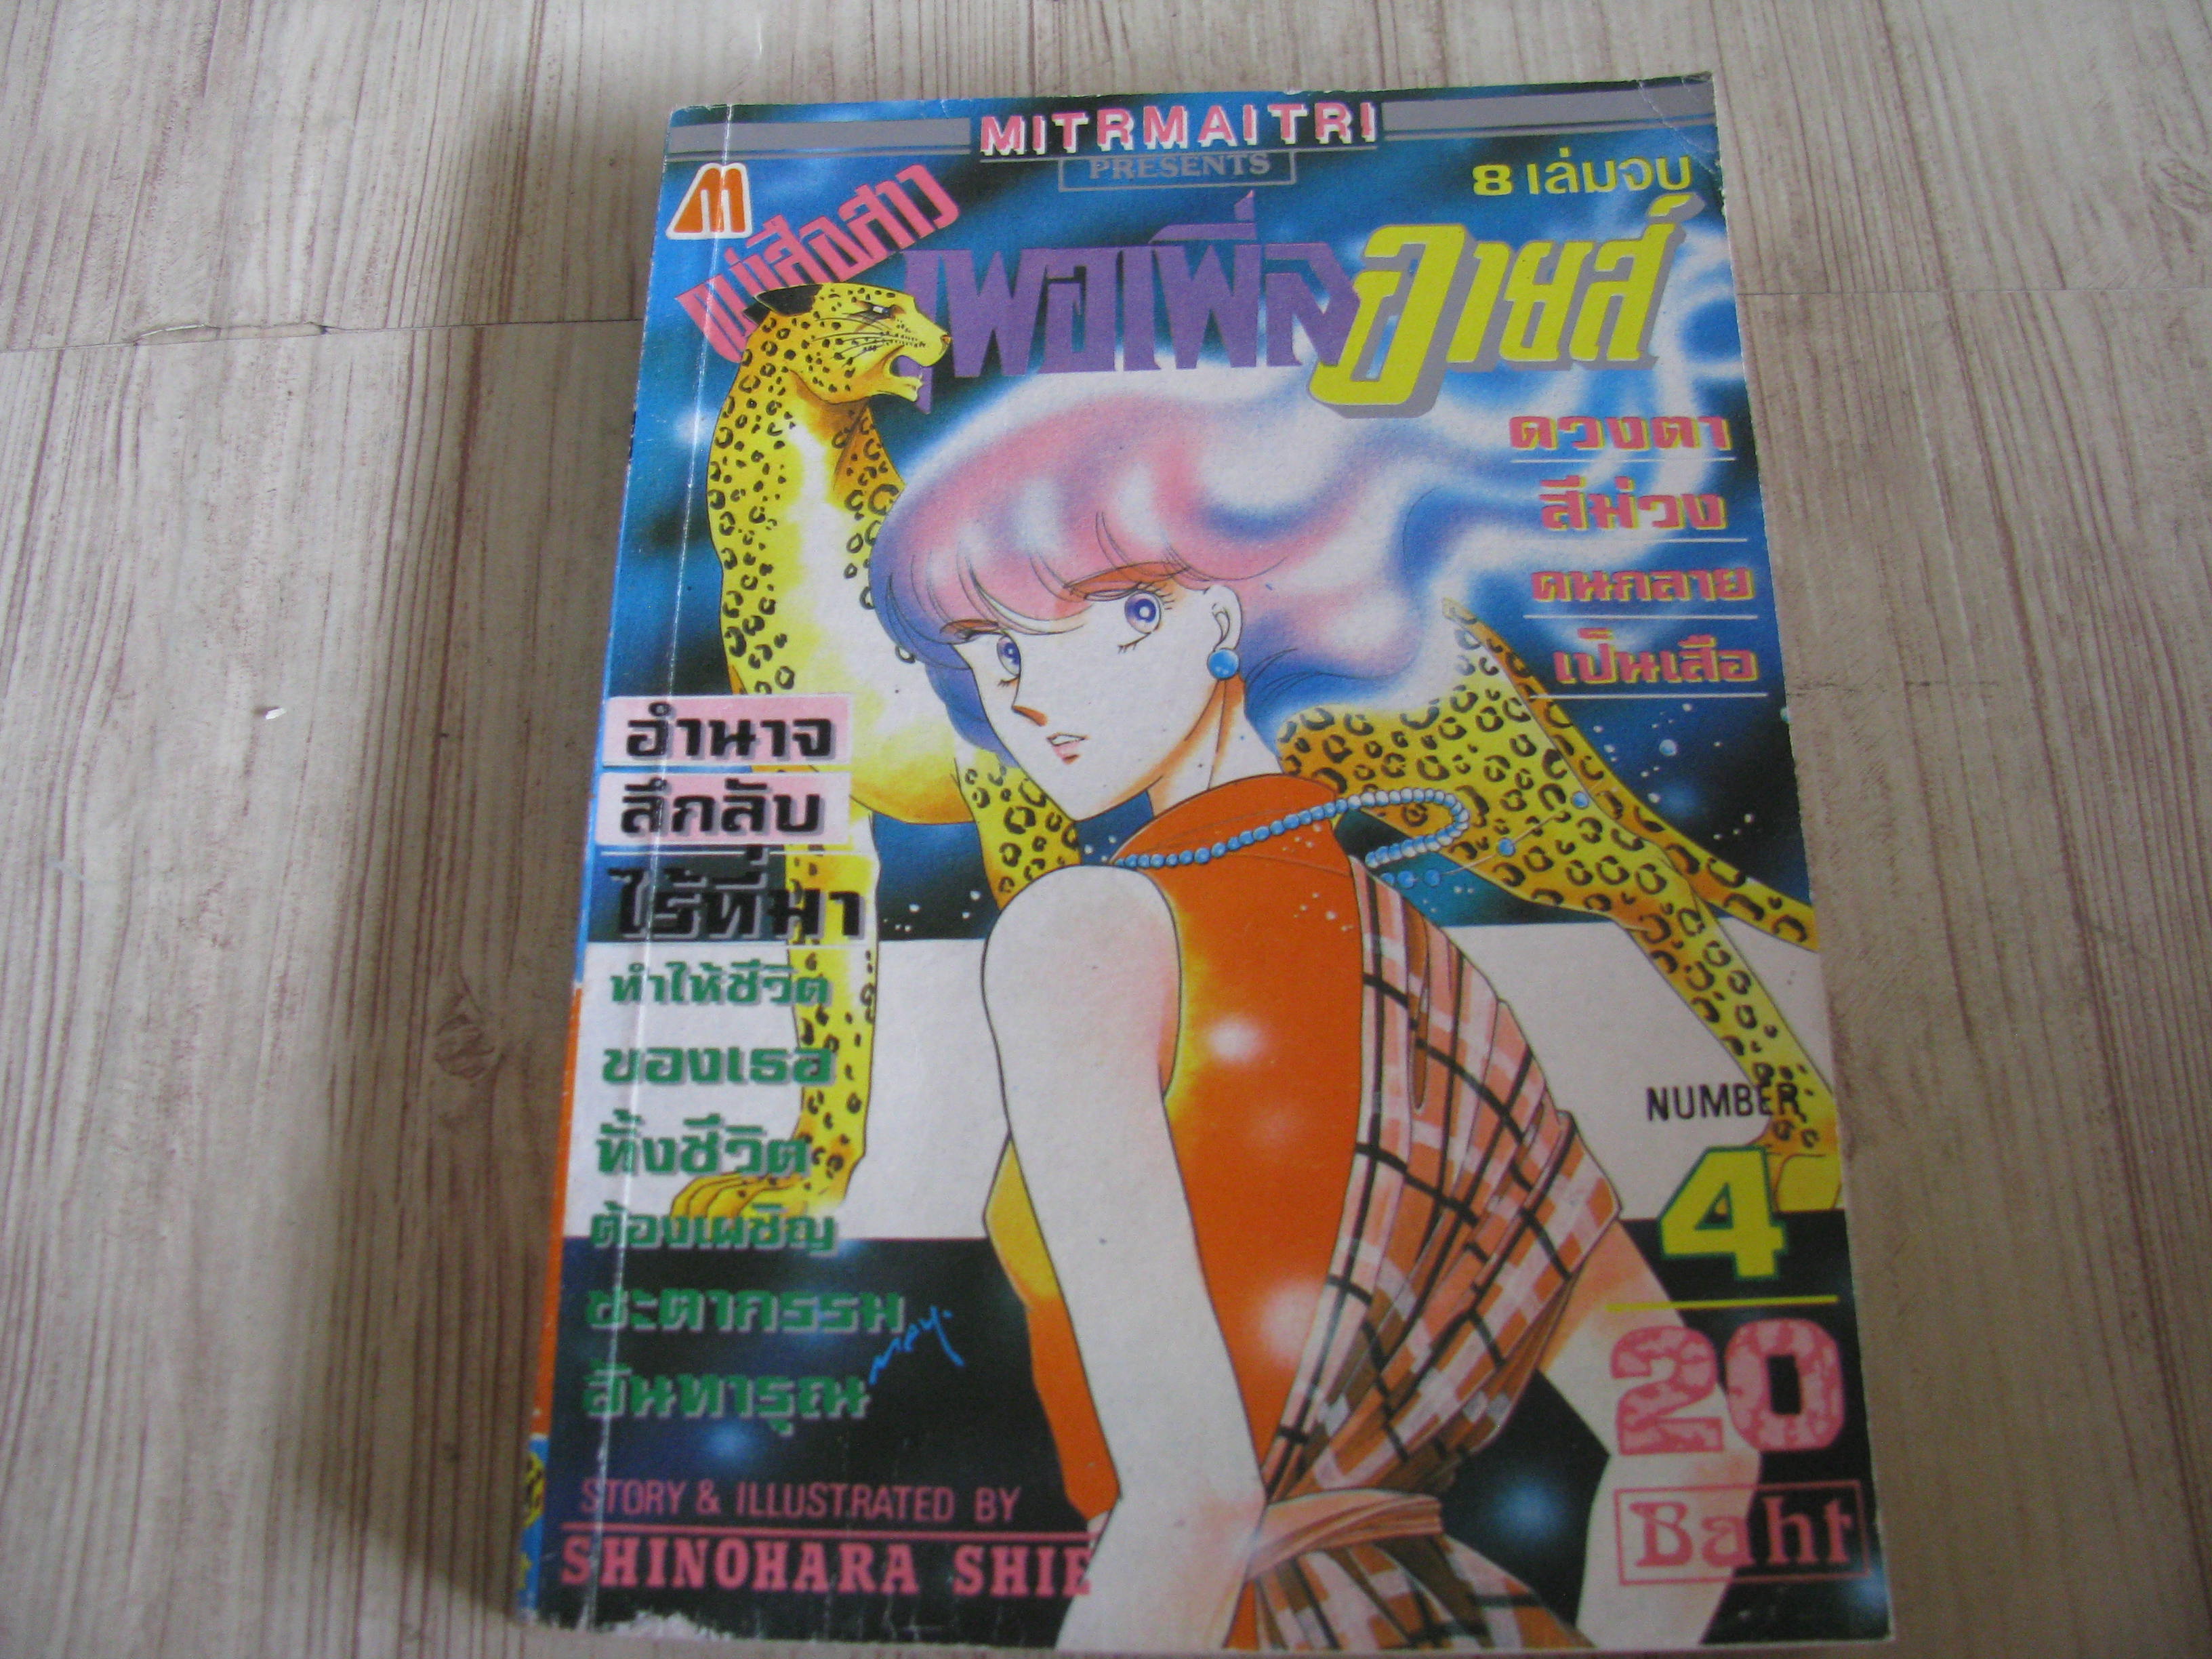 MITRMAITRI
PRESENTS
8 เล่มจบ
แม่เสือสาว
เพอเพิ่ลอายส์
ดวงตา
สีม่วง
คนกลาย
เป็นเสือ
อำนาจ
ลึกลับ
ไร้ที่มา
ทำให้ชีวิต
ของเธอ
ทั้งชีวิต
ต้องเผชิญ
ชะตากรรม
อันทารุณ
may.
NUMBER
4
20
Baht
STORY & ILLUSTRATED BY
SHINOHARA SHIE